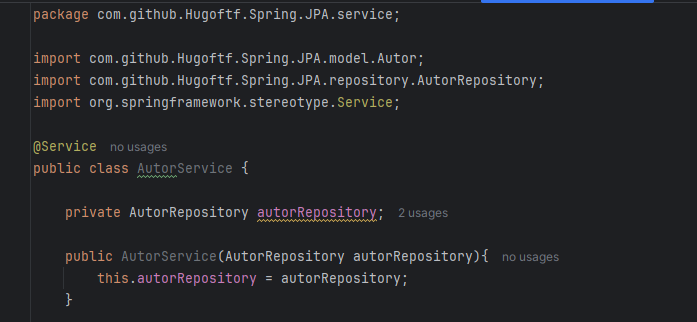 package com.github.Hugoftf.Spring.JPA.service;
import com.github.Hugoftf.Spring.JPA.model.Autor;
import com.github.Hugoftf.Spring.JPA.repository.AutorRepository;
import org.springframework.stereotype.Service;
@Service no usages
public class AutorService {
private AutorRepository autorRepository; 2 usages
public AutorService(AutorRepository autorRepository){ no usages
this.autorRepository = autorRepository;
}